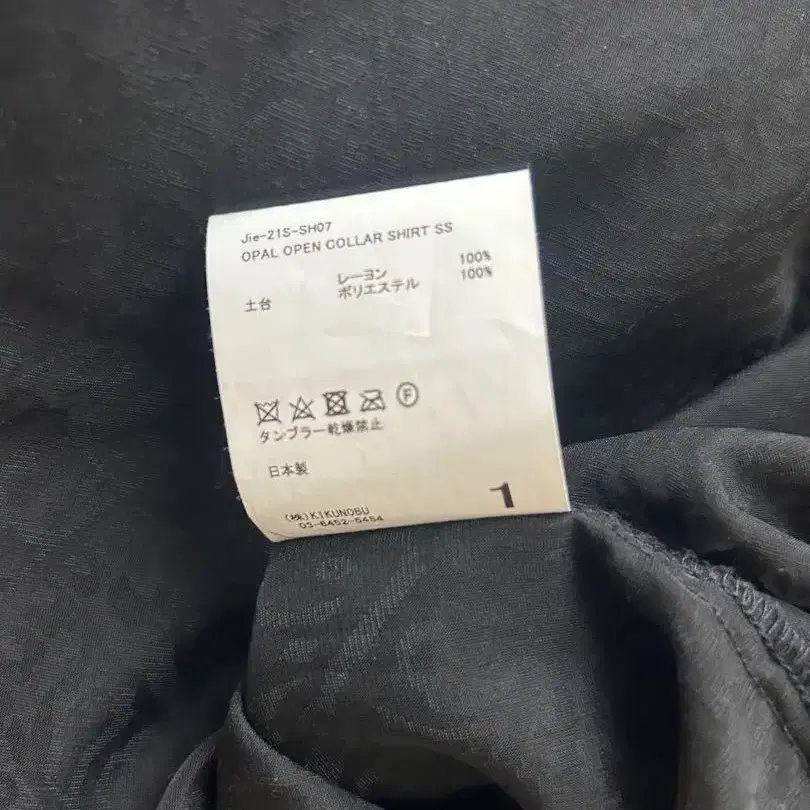 Jie-21S-SH07
OPAL OPEN COLLAR SHIRT SS
レーヨン 100%
土台 ポリエステル 100%
F
タンブラー乾燥禁止
日本製
1
(株)KIKUNOBU
03-6452-5454